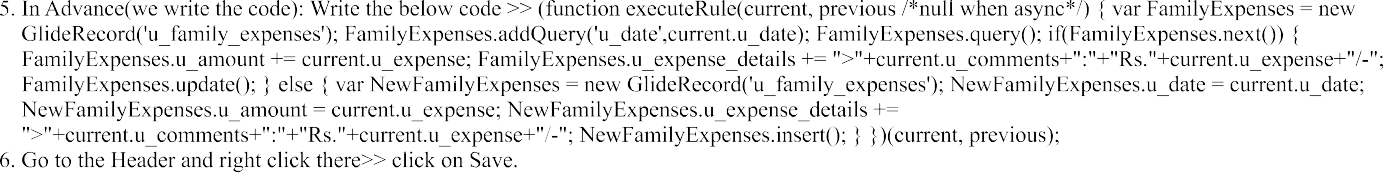 5. In Advance(we write the code): Write the below code >> (function executeRule(current, previous /*null when async*/) { var FamilyExpenses = new
GlideRecord('u_family_expenses'); FamilyExpenses.addQuery('u_date',current.u_date); FamilyExpenses.query(); if(FamilyExpenses.next()) {
FamilyExpenses.u_amount += current.u_expense; FamilyExpenses.u_expense_details += ">"+current.u_comments+":"+"Rs."+current.u_expense+"/-";
FamilyExpenses.update(); } else { var NewFamilyExpenses = new GlideRecord('u_family_expenses'); NewFamilyExpenses.u_date = current.u_date;
NewFamilyExpenses.u_amount = current.u_expense; NewFamilyExpenses.u_expense_details +=
">"+current.u_comments+":"+"Rs."+current.u_expense+"/-"; NewFamilyExpenses.insert(); } })(current, previous);
6. Go to the Header and right click there>> click on Save.